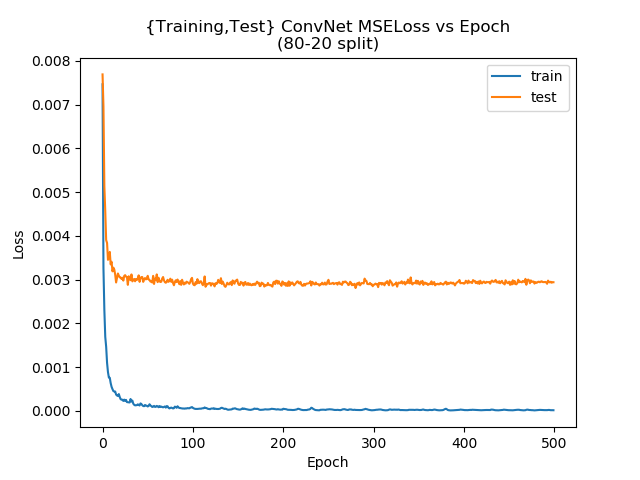 {Training,Test} ConvNet MSELoss vs Epoch
(80-20 split)
train
test
0.008
0.007
0.006
0.005
0.004
0.003
0.002
0.001
0.000
Loss
0 100 200 300 400 500
Epoch